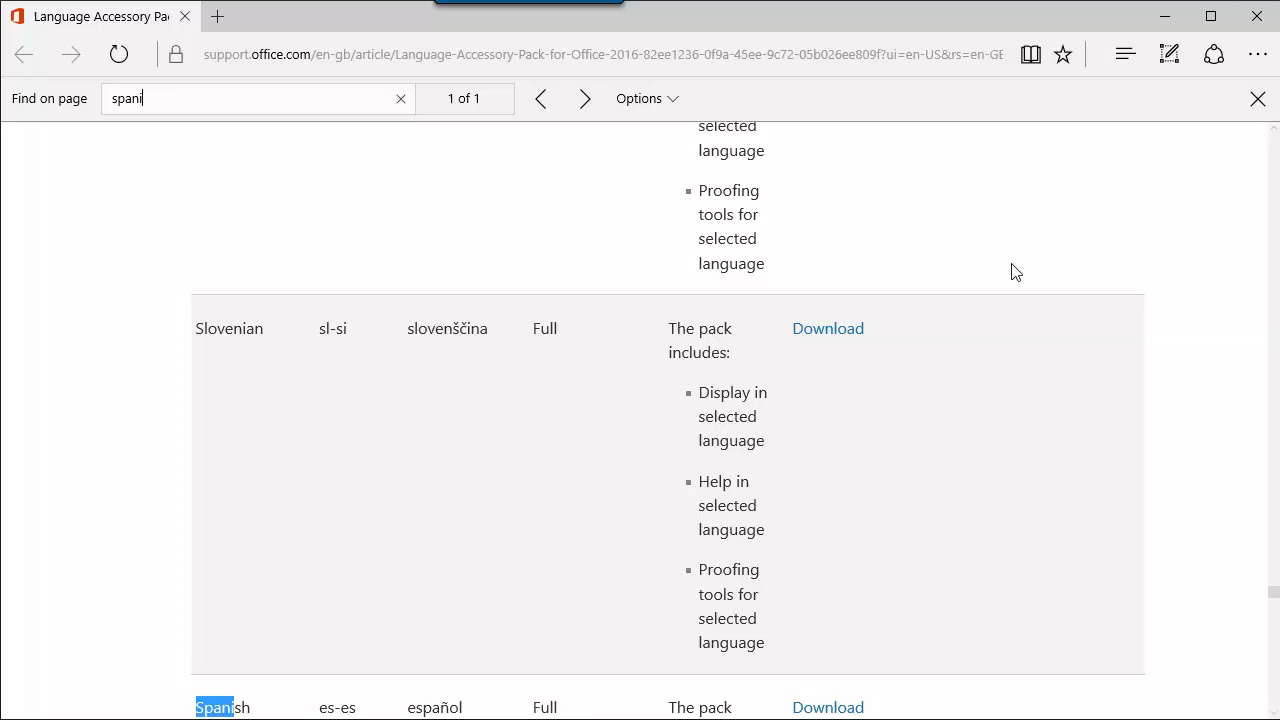 Language Accessory Pa
support.office.com/en-gb/article/Language-Accessory-Pack-for-Office-2016-82ee1236-0f9a-45ee-9c72-05b026ee809f?ui=en-US&rs=en-GE
Find on page
spani
1 of 1
Options
selected
language
Proofing
tools for
selected
language
Slovenian
sl-si
slovenščina
Full
The pack
includes:
Display in
selected
language
Help in
selected
language
Proofing
tools for
selected
language
Download
Spanish
es-es
español
Full
The pack
Download